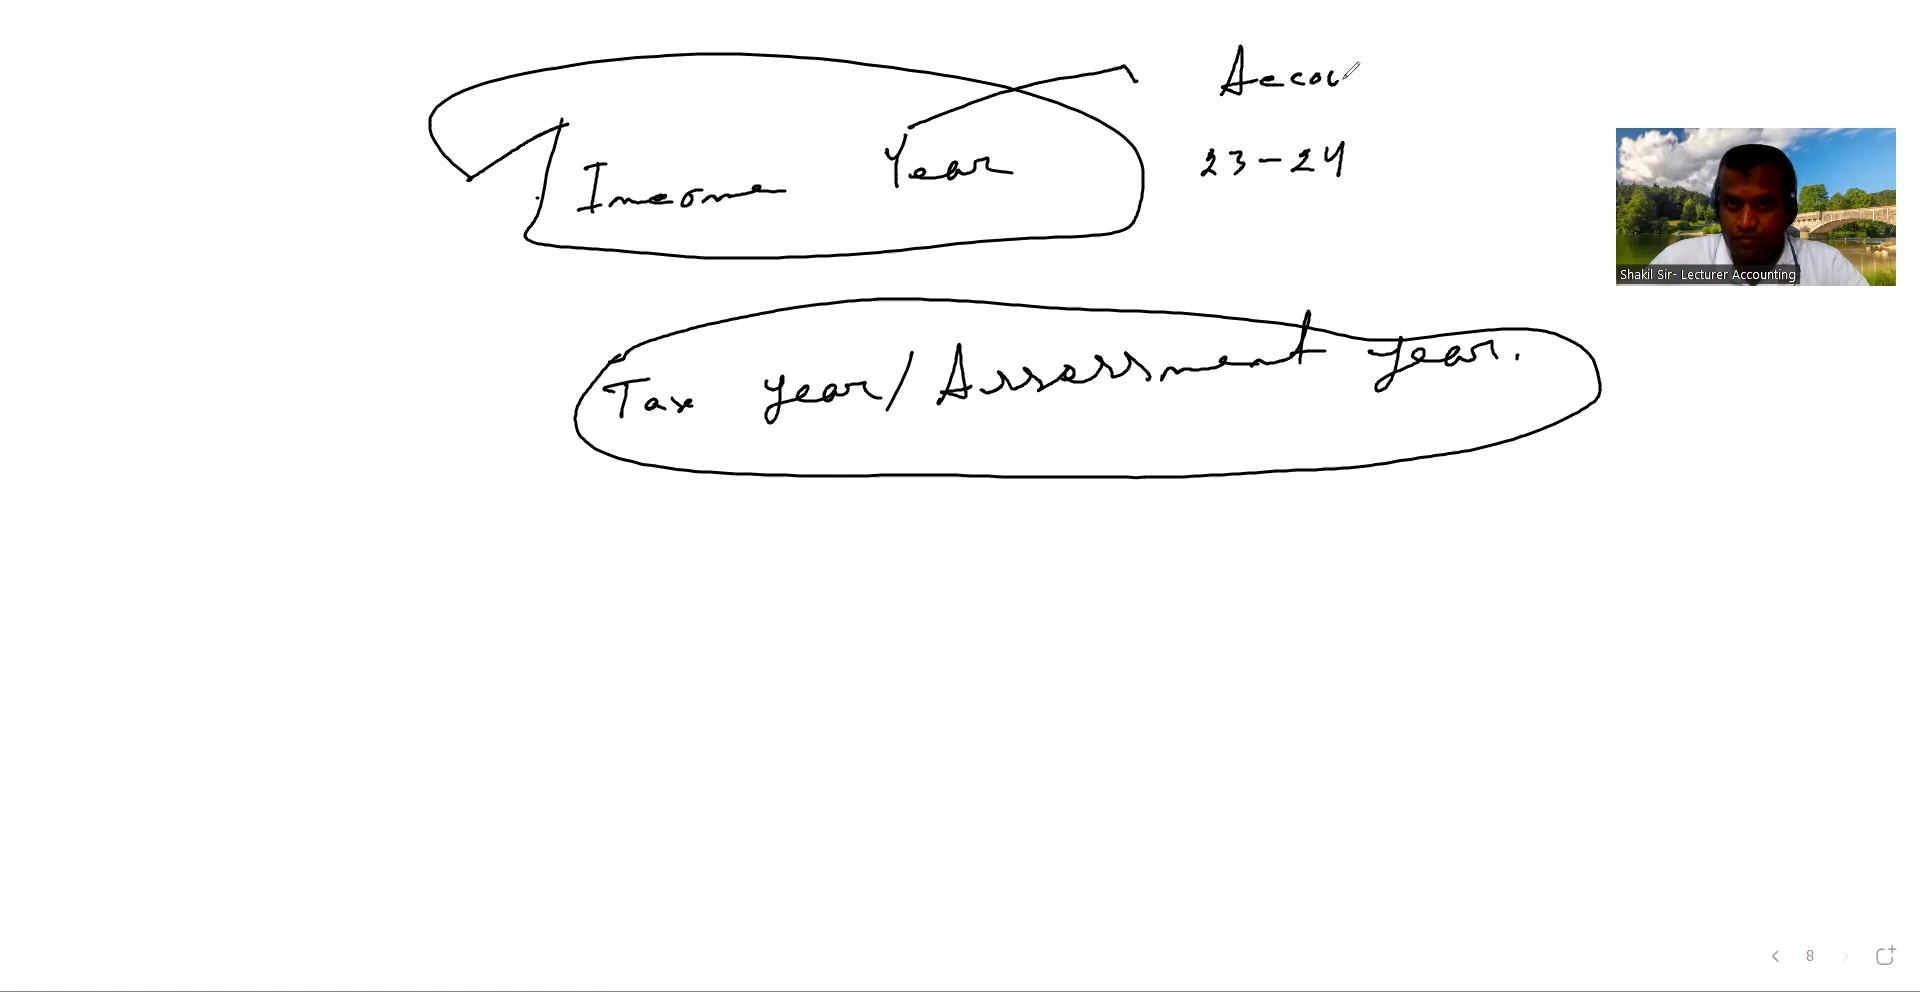 Accou
Income Year 23-24
Shakil Sir- Lecturer Accounting
Tax year/Assessment year.
8